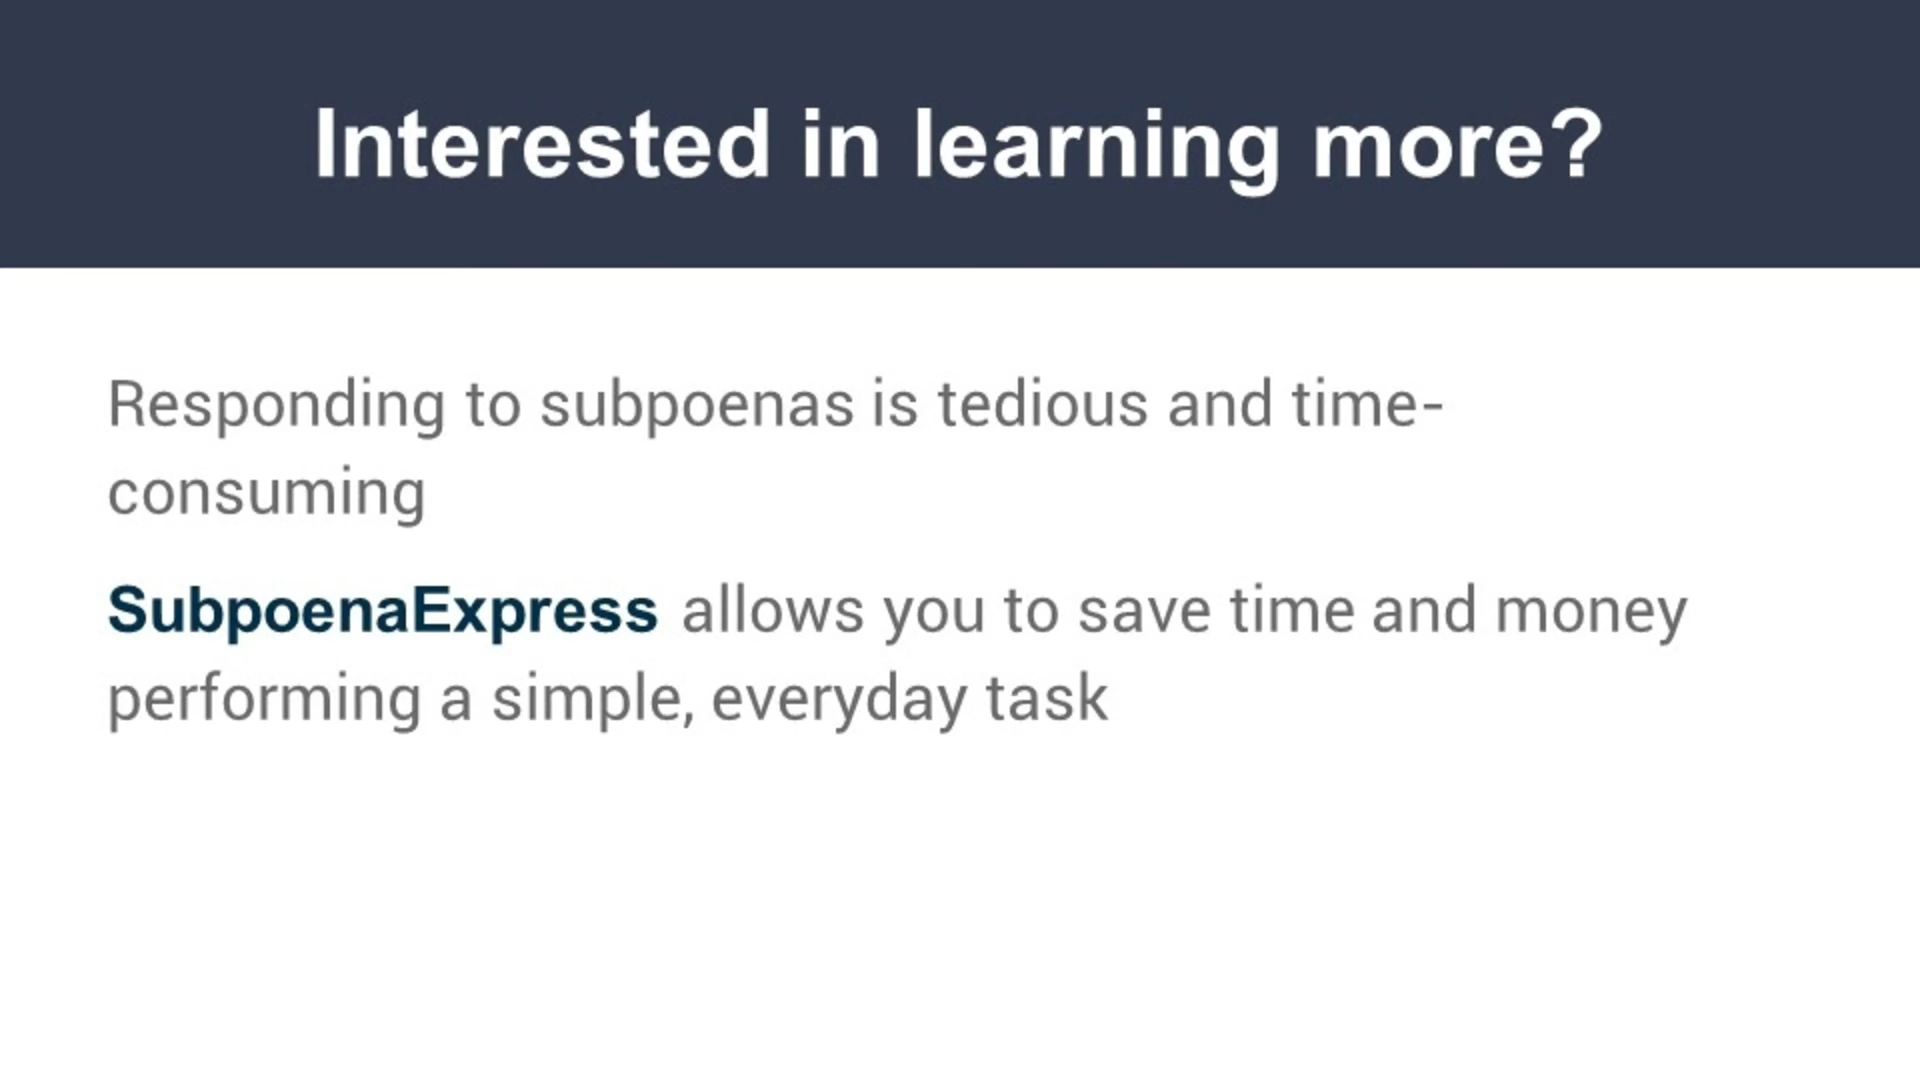 Interested in learning more?
Responding to subpoenas is tedious and time-
consuming
SubpoenaExpress allows you to save time and money
performing a simple, everyday task